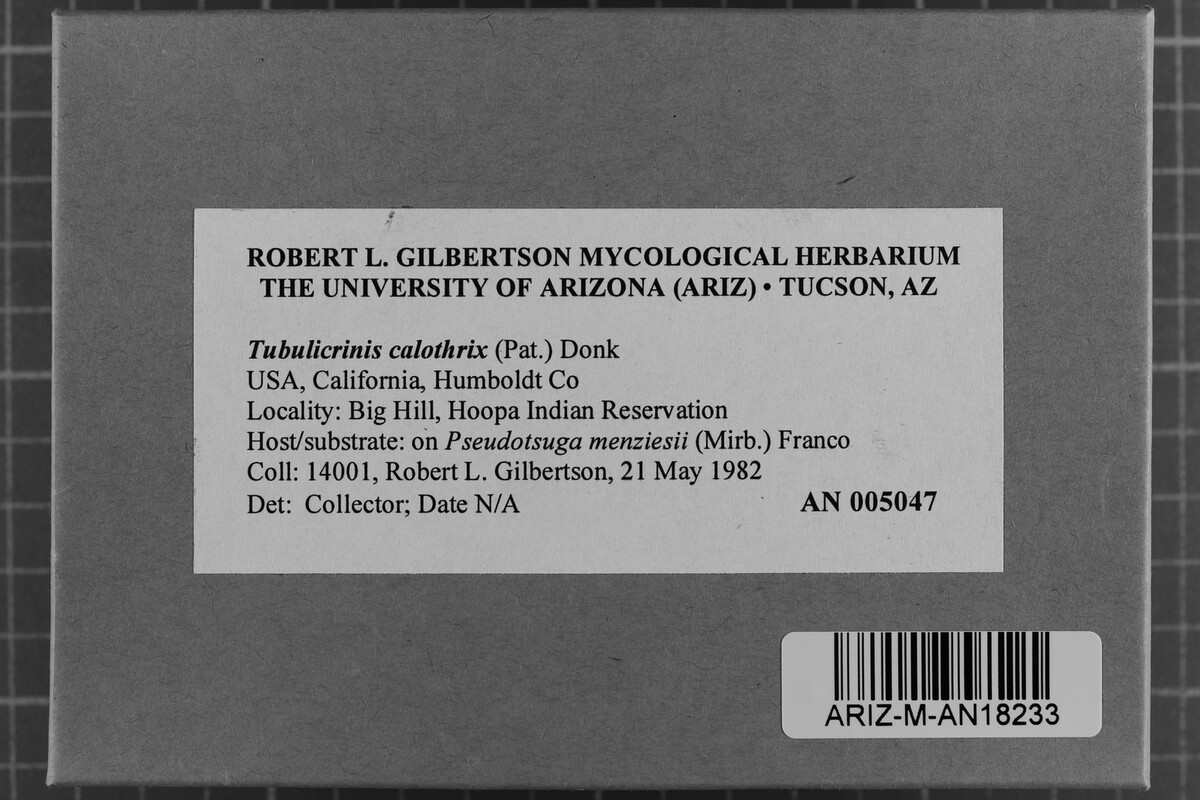 ROBERT L. GILBERTSON MYCOLOGICAL HERBARIUM
THE UNIVERSITY OF ARIZONA (ARIZ) • TUCSON, AZ
Tubulicrinis calothrix (Pat.) Donk
USA, California, Humboldt Co
Locality: Big Hill, Hoopa Indian Reservation
Host/substrate: on Pseudotsuga menziesii (Mirb.) Franco
Coll: 14001, Robert L. Gilbertson, 21 May 1982
Det: Collector; Date N/A AN 005047
ARIZ-M-AN18233